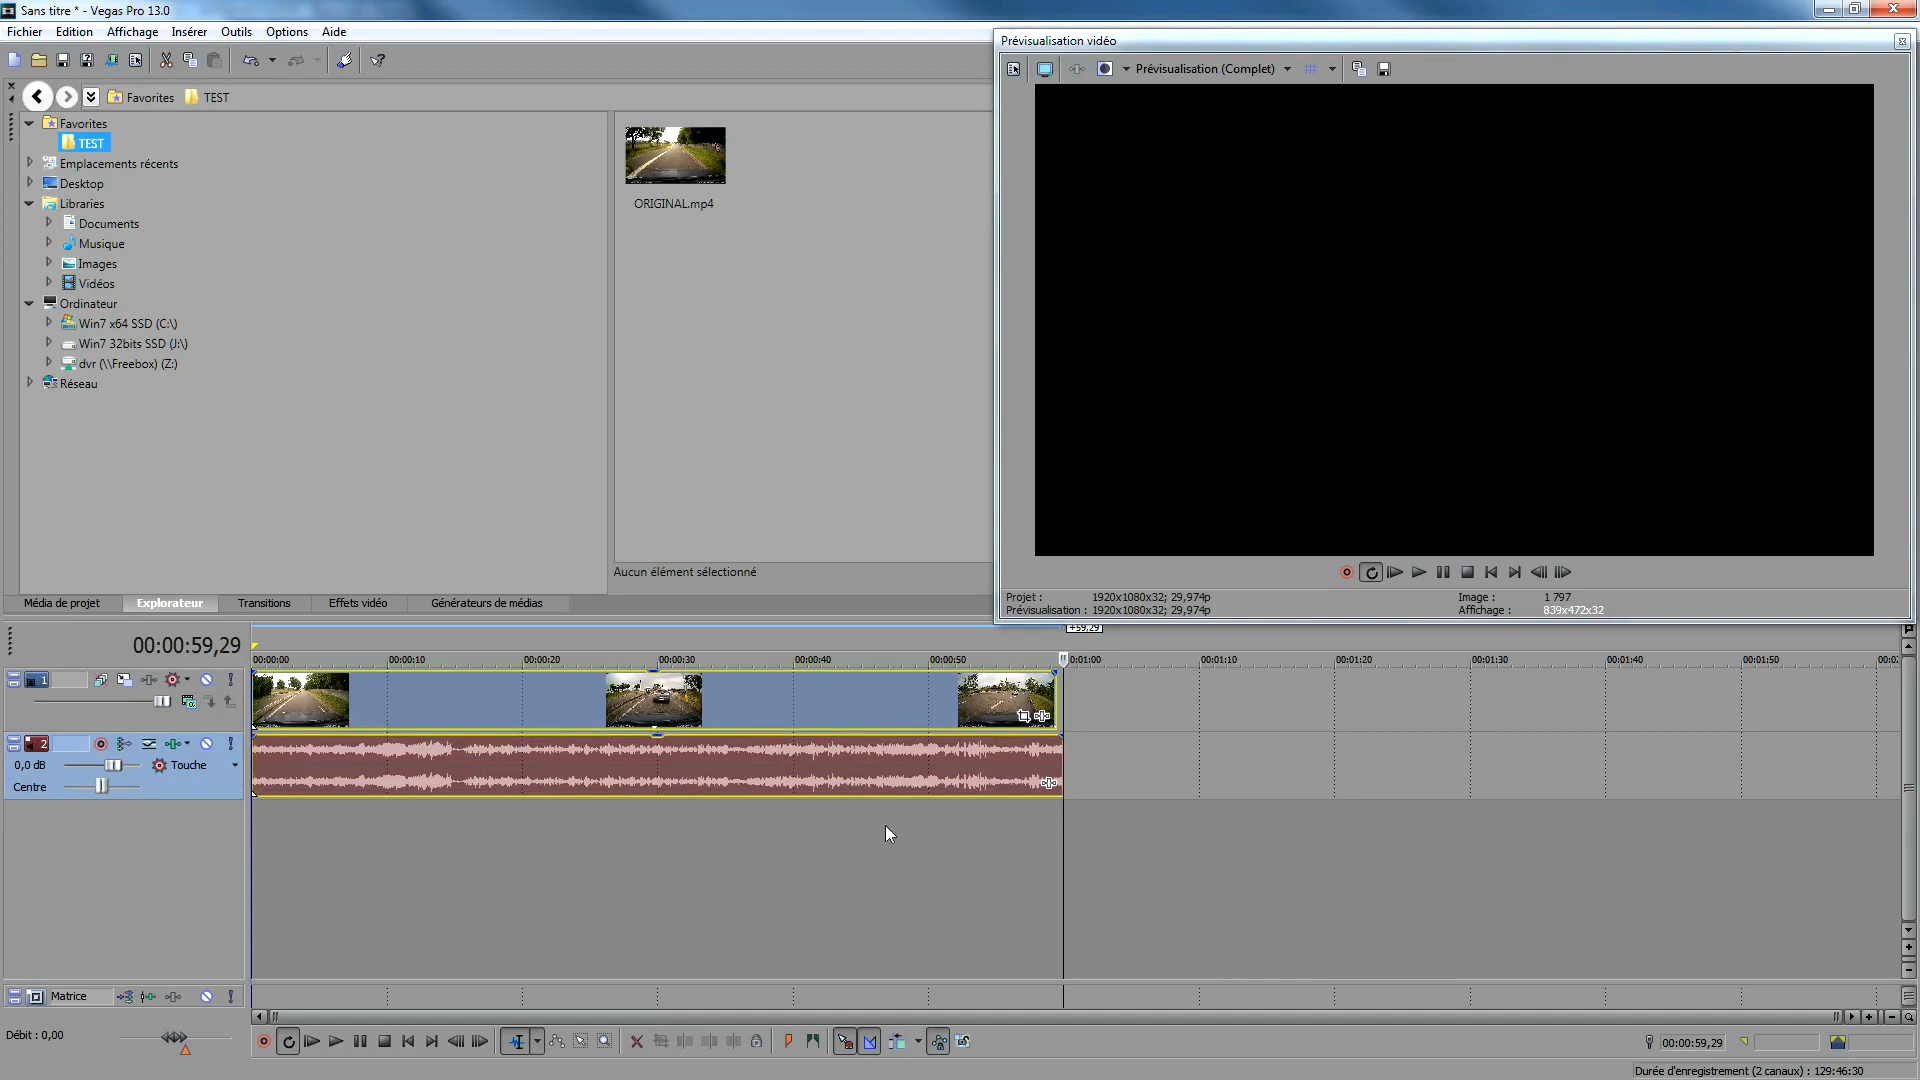 Sans titre * - Vegas Pro 13.0
Fichier Edition Affichage Insérer Outils Options Aide
Prévisualisation vidéo
Prévisualisation (Complet)
Favorites TEST
Favorites
TEST
Emplacements récents
Desktop
Libraries
Documents
Musique
Images
Vidéos
Ordinateur
Win7 x64 SSD (C:\)
Win7 32bits SSD (J:\)
dvr (\\Freebox) (Z:)
Réseau
ORIGINAL.mp4
Aucun élément sélectionné
Média de projet Explorateur Transitions Effets vidéo Générateurs de médias
Projet : 1920x1080x32; 29,974p Image : 1 797
Prévisualisation : 1920x1080x32; 29,974p Affichage : 839x472x32
+59,29
00:00:59,29
00:00:00 00:00:10 00:00:20 00:00:30 00:00:40 00:00:50 0:01:00 00:01:10 00:01:20 00:01:30 00:01:40 00:01:50 00:0
1
2
0,0 dB Touche
Centre
Matrice
Débit : 0,00
00:00:59,29
Durée d'enregistrement (2 canaux) : 129:46:30